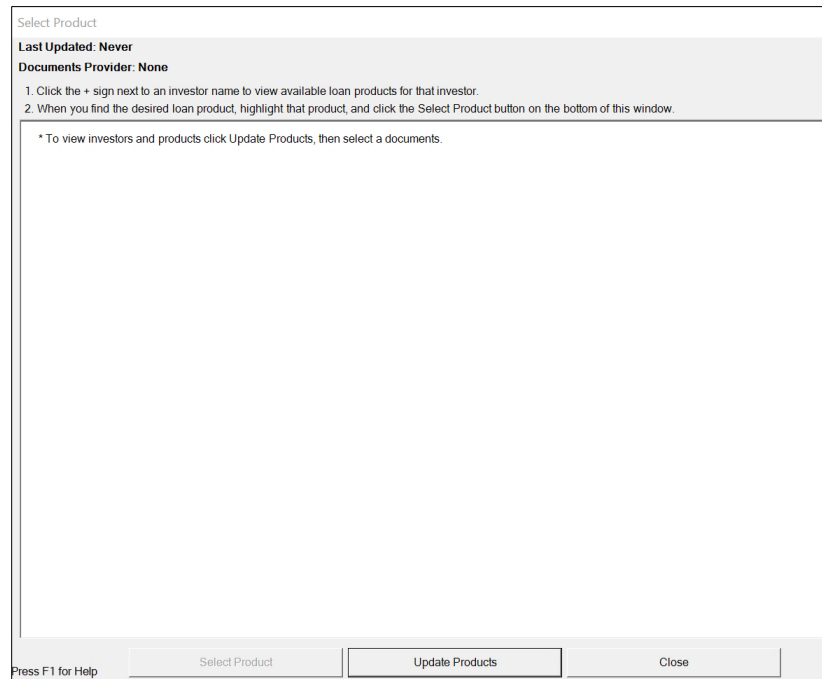 Select Product
Last Updated: Never
Documents Provider: None
1. Click the + sign next to an investor name to view available loan products for that investor.
2. When you find the desired loan product, highlight that product, and click the Select Product button on the bottom of this window.
* To view investors and products click Update Products, then select a documents.
Press F1 for Help
Select Product
Update Products
Close